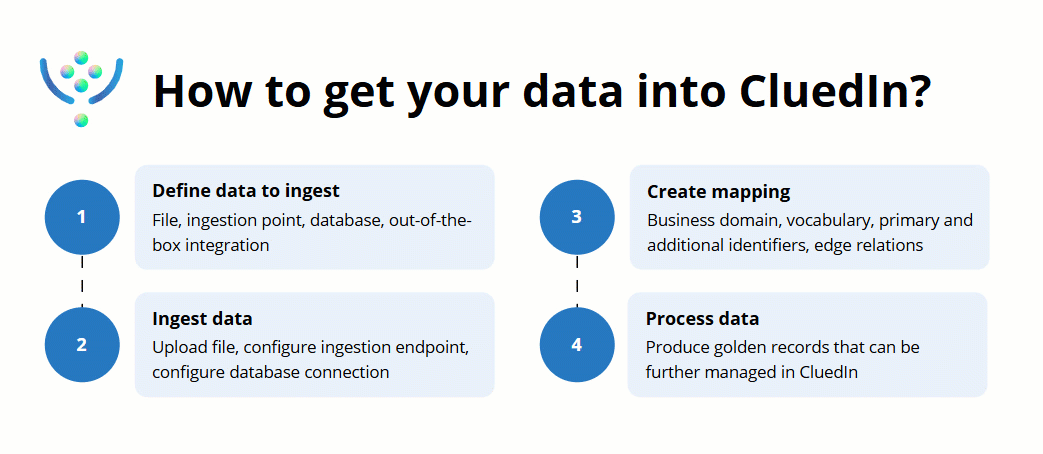 How to get your data into CluedIn?
1
Define data to ingest
File, ingestion point, database, out-of-the-
box integration
2
Ingest data
Upload file, configure ingestion endpoint,
configure database connection
3
Create mapping
Business domain, vocabulary, primary and
additional identifiers, edge relations
4
Process data
Produce golden records that can be
further managed in CluedIn